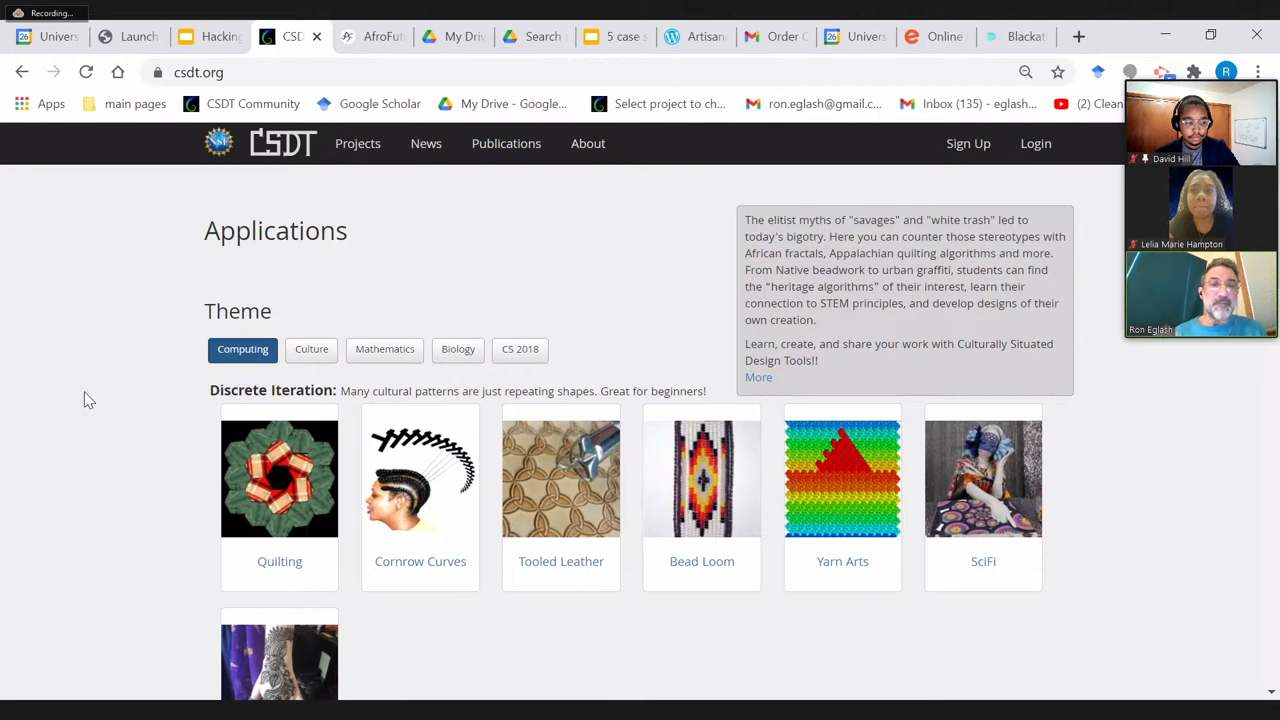 Recording...
26 Univers
Launch
Hacking
CSD
AfroFut
My Driv
Search
5 case s
Artisana
Order C
26 Univers
Online
Blackat
csdt.org
R
Apps
main pages
CSDT Community
Google Scholar
My Drive - Google...
Select project to ch...
ron.eglash@gmail.c...
Inbox (135) - eglash...
(2) Clean
NSF
CSDT
Projects
News
Publications
About
Sign Up
Login
David Hill
Lelia Marie Hampton
Ron Eglash
Applications
The elitist myths of "savages" and "white trash" led to
today's bigotry. Here you can counter those stereotypes with
African fractals, Appalachian quilting algorithms and more.
From Native beadwork to urban graffiti, students can find
the “heritage algorithms” of their interest, learn their
connection to STEM principles, and develop designs of their
own creation.
Learn, create, and share your work with Culturally Situated
Design Tools!!
More
Theme
Computing
Culture
Mathematics
Biology
CS 2018
Discrete Iteration: Many cultural patterns are just repeating shapes. Great for beginners!
Quilting
Cornrow Curves
Tooled Leather
Bead Loom
Yarn Arts
SciFi